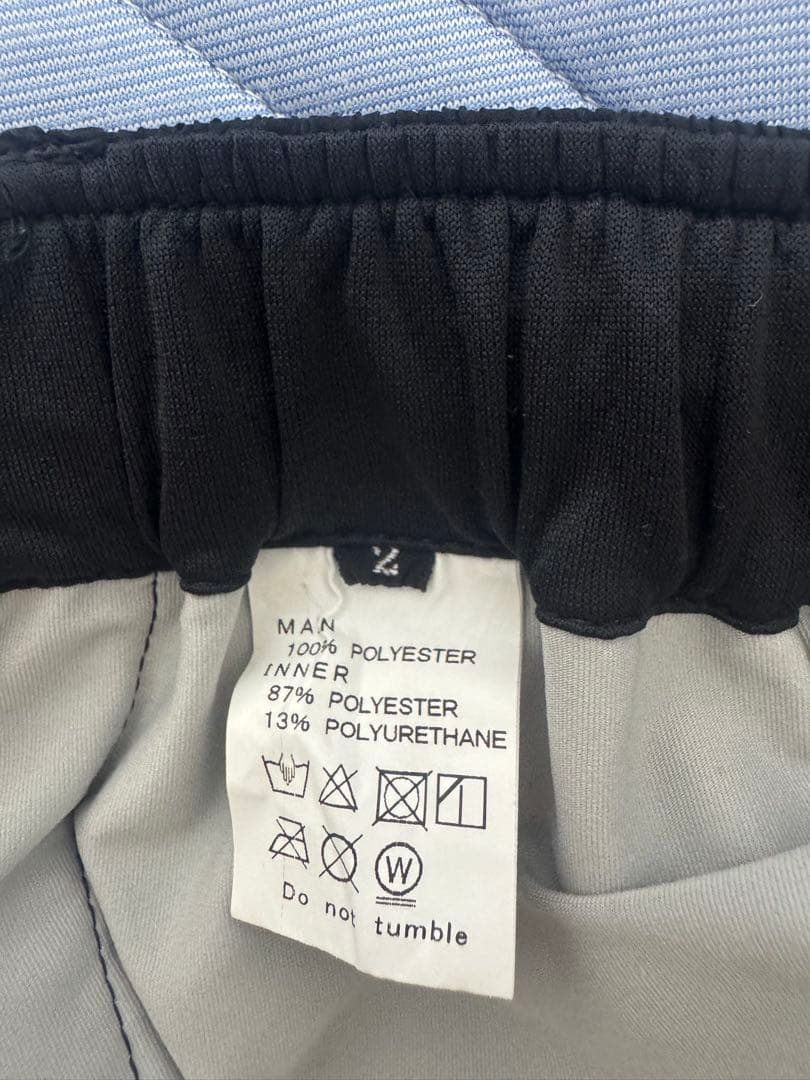 2
MAN
100% POLYESTER
INNER
87% POLYESTER
13% POLYURETHANE
W
Do not tumble